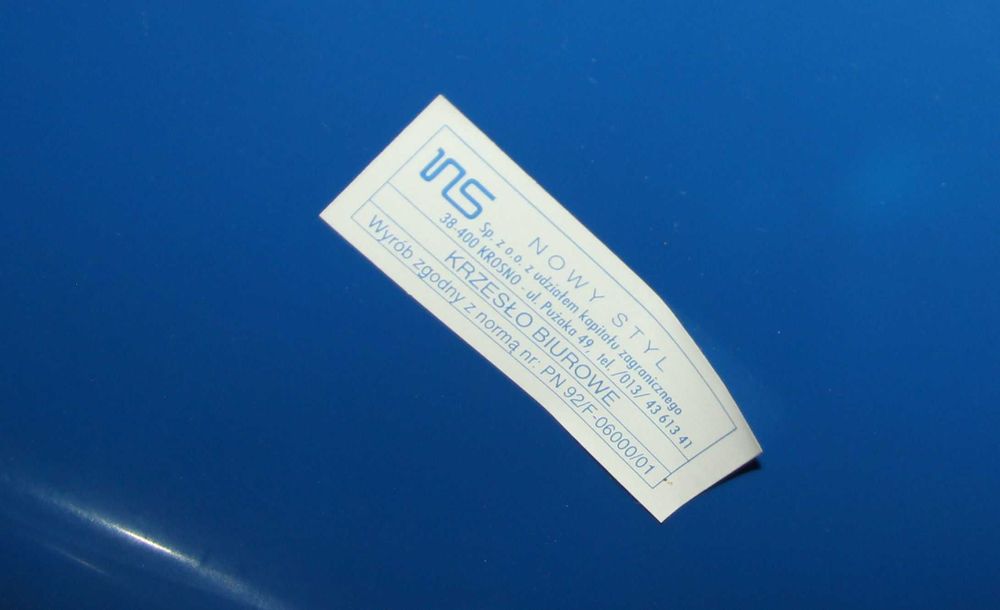 NS
NOWY STYL
Sp. z o.o. z udziałem kapitału zagranicznego
38-400 KROSNO - ul. Pużaka 49, tel. /013/ 43 613 41
KRZESŁO BIUROWE
Wyrób zgodny z normą nr: PN 92/F-06000/01